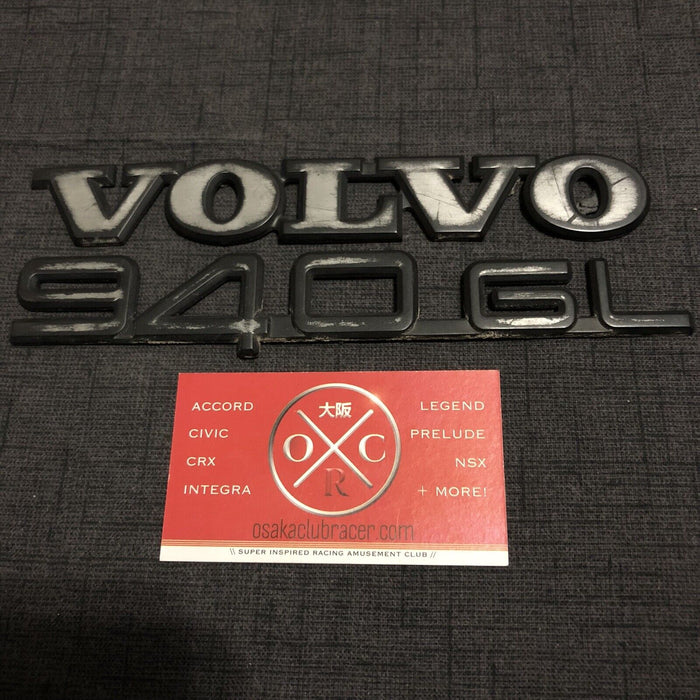 VOLVO
940 GL
大阪
ACCORD
CIVIC
CRX
INTEGRA
O C
R
LEGEND
PRELUDE
NSX
+ MORE!
osakaclubracer.com
\\ SUPER INSPIRED RACING AMUSEMENT CLUB //